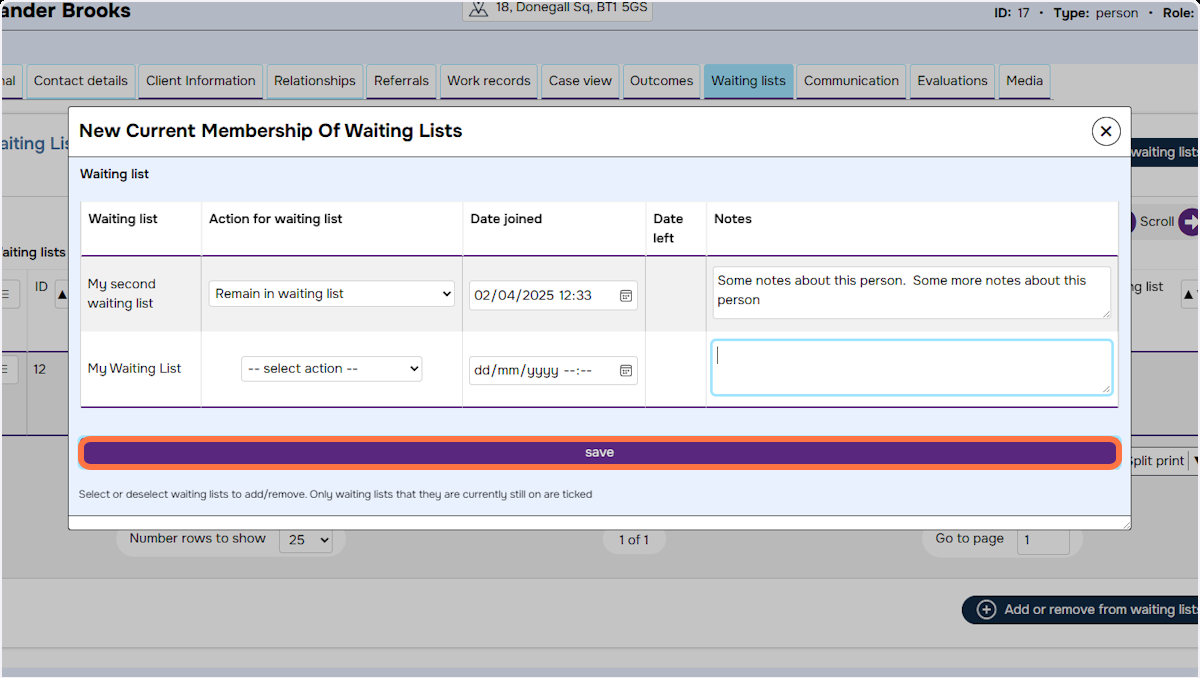 ander Brooks
18, Donegall Sq, BT1 5GS
ID: 17 · Type: person · Role:
nal
Contact details
Client Information
Relationships
Referrals
Work records
Case view
Outcomes
Waiting lists
Communication
Evaluations
Media
New Current Membership Of Waiting Lists
aiting Lis
waiting lists
Waiting list
Waiting list
Action for waiting list
Date joined
Date
left
Notes
Scroll
aiting lists
ID
ng list
My second
waiting list
Remain in waiting list
02/04/2025 12:33
Some notes about this person.  Some more notes about this
person
12
My Waiting List
-- select action --
dd/mm/yyyy --:--
save
plit print
Select or deselect waiting lists to add/remove. Only waiting lists that they are currently still on are ticked
Number rows to show
25
1 of 1
Go to page
1
Add or remove from waiting lists